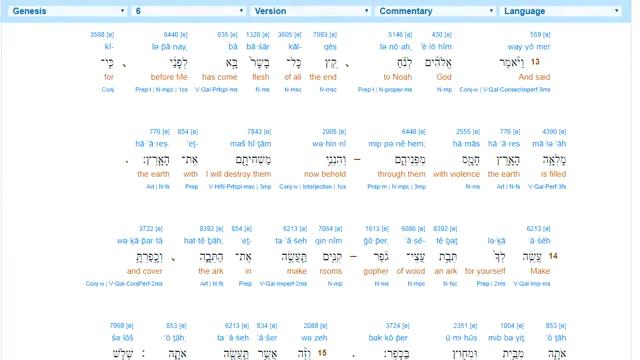 Genesis 6 Version Commentary Language
3588 [e] 6440 [e] 935 [e] 1320 [e] 3605 [e] 7093 [e] 5146 [e] 430 [e] 559 [e]
kî- lə·p̄ā·nay, bā bā·śār kāl- qêṣ lə·nō·aḥ, ’ĕ·lō·hîm way·yō·mer
13 וַיֹּ֨אמֶר אֱלֹהִ֜ים לְנֹ֗חַ ، קֵ֤ץ כָּל־ בָּשָׂר֙ בָּ֣א לְפָנַ֔י ، כִּֽי־
for before Me has come flesh of all the end to Noah God And said
Conj Prep-l | N-mpc | 1cs V-Qal-Prtcpl-ms N-ms N-msc N-msc Prep-l | N-proper-ms N-mp Conj-w | V-Qal-ConsecImperf-3ms
776 [e] 854 [e] 7843 [e] 2005 [e] 6440 [e] 2555 [e] 776 [e] 4390 [e]
hā·’ā·reṣ. ’eṯ- maš·ḥî·ṯām wə·hin·nî mip·pə·nê·hem; ḥā·mās hā·’ā·reṣ mā·lə·’āh
מָלְאָ֥ה הָאָ֛רֶץ חָמָ֖ס מִפְּנֵיהֶ֑ם – וְהִנְנִ֥י מַשְׁחִיתָ֖ם אֶת־ הָאָֽרֶץ׃ .
the earth with I will destroy them now behold through them with violence the earth is filled
Art | N-fs Prep V-Hifil-Prtcpl-msc | 3mp Conj-w | Interjection | 1cs Prep-m | N-mpc | 3mp N-ms Art | N-fs V-Qal-Perf-3fs
3722 [e] 8392 [e] 854 [e] 6213 [e] 7064 [e] 1613 [e] 6086 [e] 8392 [e] 6213 [e]
wə·ḵā·p̄ar·tā hat·tê·ḇāh; ’eṯ- ta·‘ă·śeh qin·nîm ḡō·p̄er, ‘ă·ṣê- tê·ḇaṯ lə·ḵā ‘ă·śêh
14 עֲשֵׂ֤ה לְךָ֙ תֵּבַ֣ת עֲצֵי־ גֹ֔פֶר – קִנִּ֖ים תַּֽעֲשֶׂ֣ה אֶת־ הַתֵּבָ֑ה ، וְכָֽפַרְתָּ֥
and cover the ark in make rooms gopher of wood an ark for yourself Make
Conj-w | V-Qal-ConjPerf-2ms Art | N-fs Prep V-Qal-Imperf-2ms N-mp N-ms N-mpc N-fsc Prep | 2ms V-Qal-Imp-ms
7969 [e] 853 [e] 6213 [e] 834 [e] 2088 [e] 3724 [e] 2351 [e] 1004 [e] 853 [e]
šə·lōš ’ō·ṯāh; ta·‘ă·śeh ’ă·šer wə·zeh bak·kō·p̄er. ū·mi·ḥūṣ mib·ba·yiṯ ’ō·ṯāh
אֹתָ֛הּ מִבַּ֥יִת וּמִח֖וּץ בַּכֹּֽפֶר׃ . 15 וְזֶ֕ה אֲשֶׁ֥ר תַּֽעֲשֶׂ֖ה אֹתָ֑הּ : שְׁלֹ֧שׁ